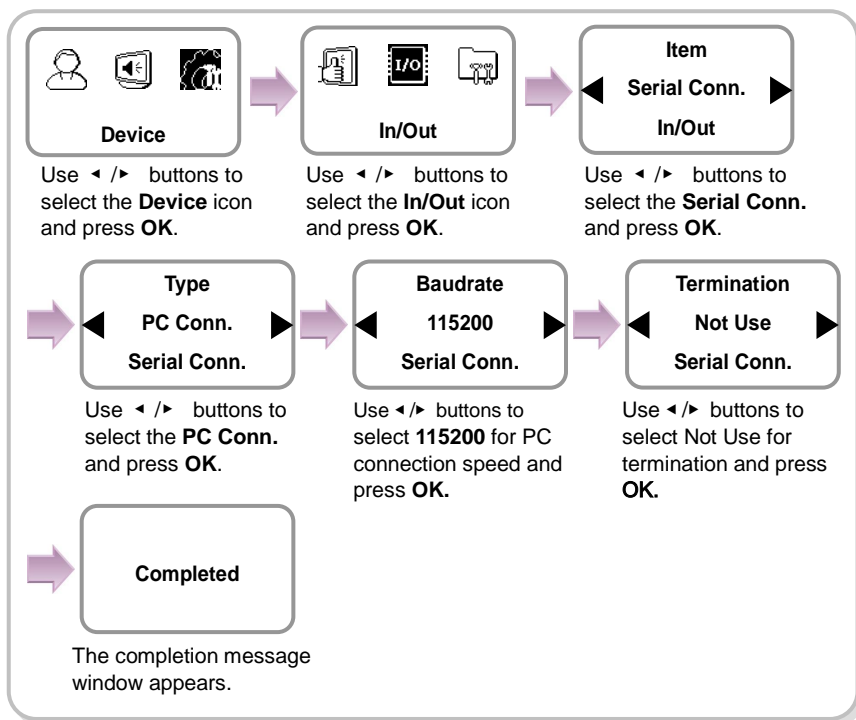 Device
I/O
In/Out
Item
Serial Conn.
In/Out
Use ◄ /► buttons to
select the Device icon
and press OK.
Use ◄ /► buttons to
select the In/Out icon
and press OK.
Use ◄ /► buttons to
select the Serial Conn.
and press OK.
Type
PC Conn.
Serial Conn.
Baudrate
115200
Serial Conn.
Termination
Not Use
Serial Conn.
Use ◄ /► buttons to
select the PC Conn.
and press OK.
Use ◄/► buttons to
select 115200 for PC
connection speed and
press OK.
Use ◄/► buttons to
select Not Use for
termination and press
OK.
Completed
The completion message
window appears.